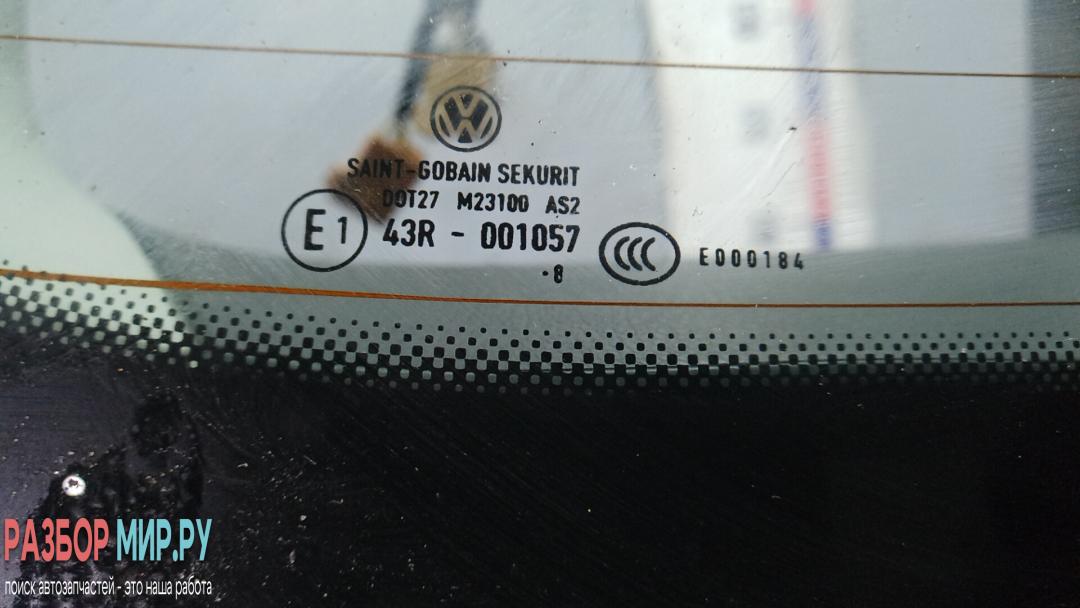 SAINT-GOBAIN SEKURIT
DOT27 M23100 AS2
E1 43R - 001057
CCC E000184
·8
РАЗБОР МИР.РУ
поиск автозапчастей - это наша работа